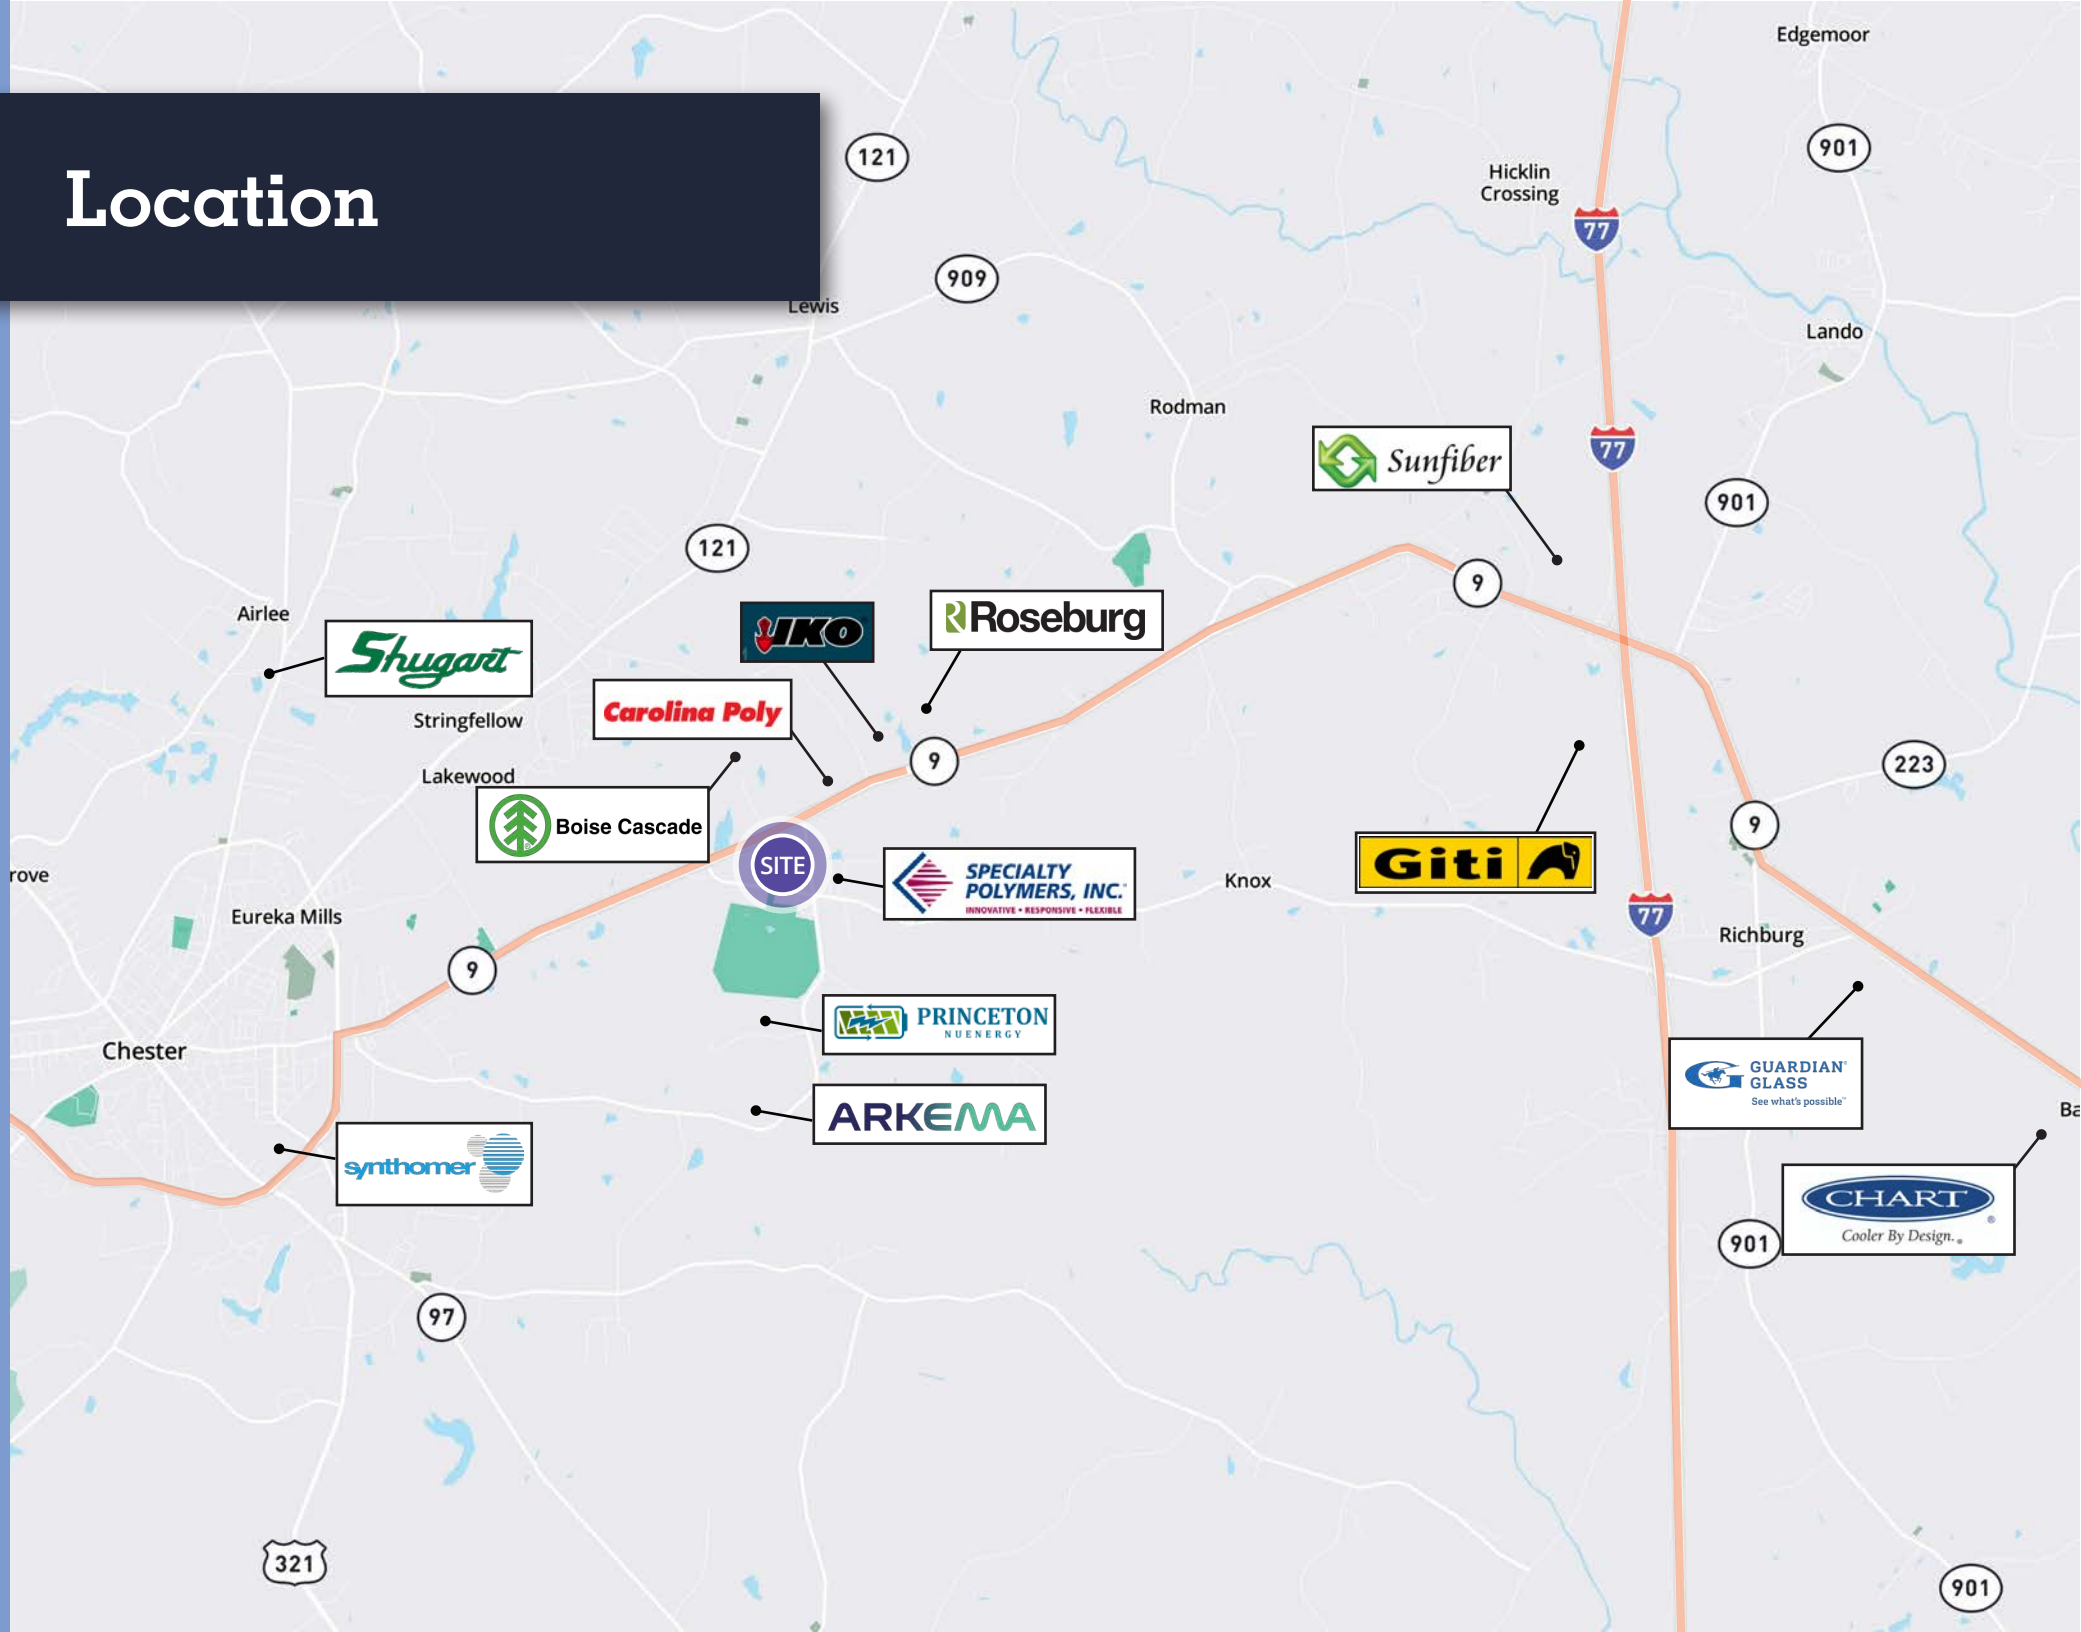 Edgemoor
Location
121
901
Hicklin
Crossing
77
909
Lewis
Lando
Rodman
Sunfiber
77
901
121
9
Airlee
Shugart
IKO
Roseburg
Stringfellow
Carolina Poly
9
223
Lakewood
Boise Cascade
9
SITE
SPECIALTY
POLYMERS, INC.
INNOVATIVE • RESPONSIVE • FLEXIBLE
Knox
Giti
rove
Eureka Mills
77
Richburg
9
PRINCETON
NUENERGY
Chester
GUARDIAN
GLASS
See what's possible™
ARKEMA
Ba
synthomer
CHART
®
Cooler By Design.®
901
97
321
901